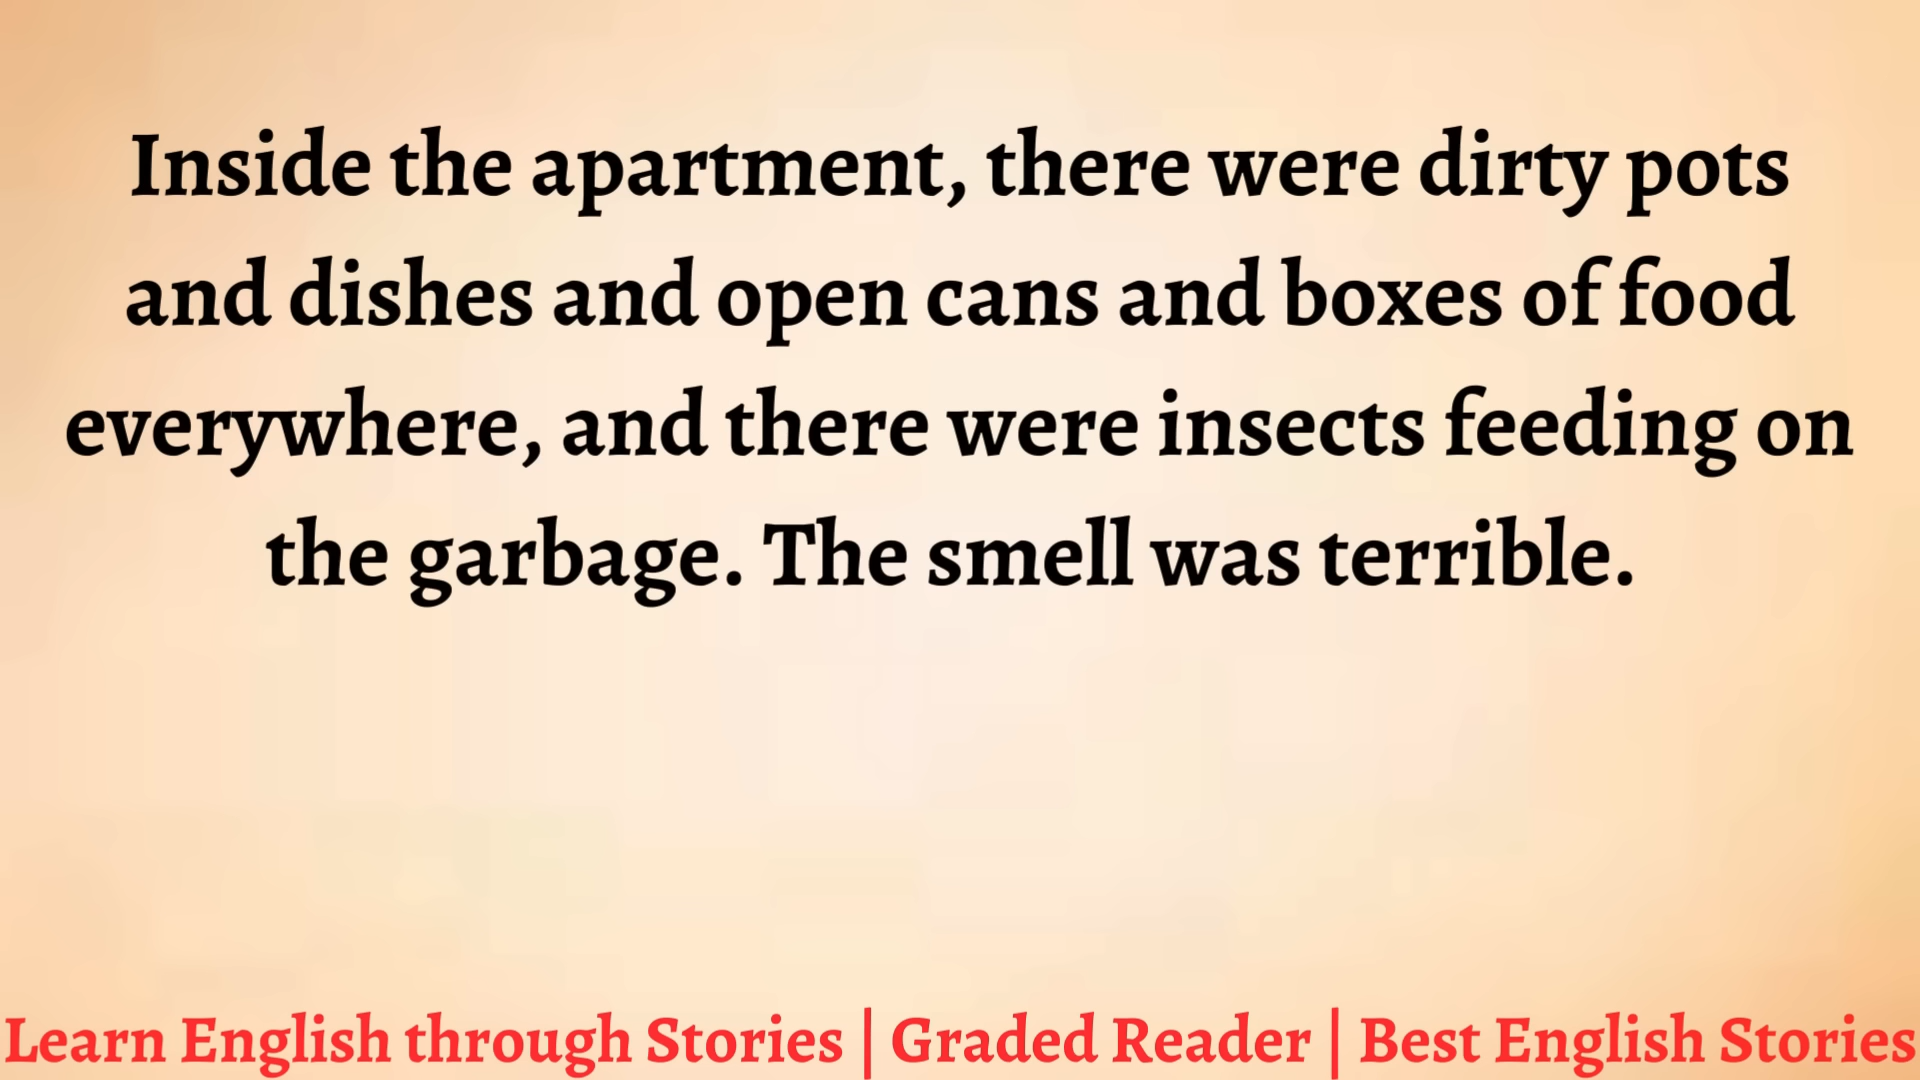 Inside the apartment, there were dirty pots
and dishes and open cans and boxes of food
everywhere, and there were insects feeding on
the garbage. The smell was terrible.
Learn English through Stories | Graded Reader | Best English Stories